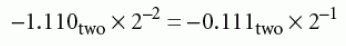 −1.110two × 2−2 = −0.111two × 2−1